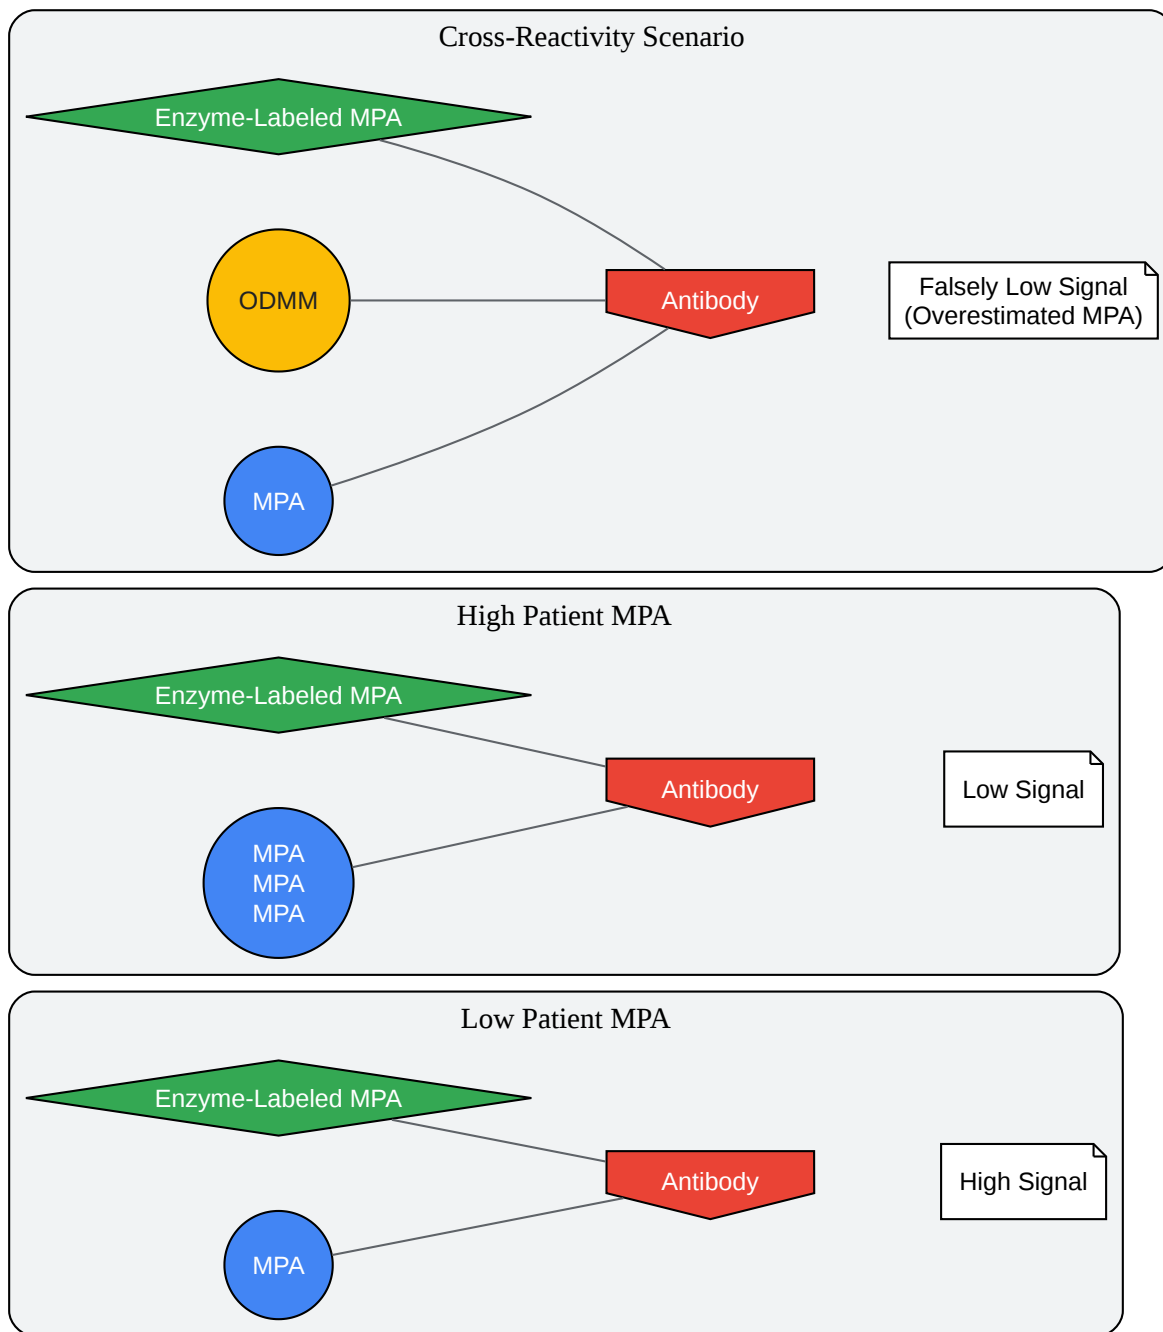 Cross-Reactivity Scenario
Enzyme-Labeled MPA
ODMM
Antibody
Falsely Low Signal
(Overestimated MPA)
MPA
High Patient MPA
Enzyme-Labeled MPA
Antibody
Low Signal
MPA
MPA
MPA
Low Patient MPA
Enzyme-Labeled MPA
Antibody
High Signal
MPA